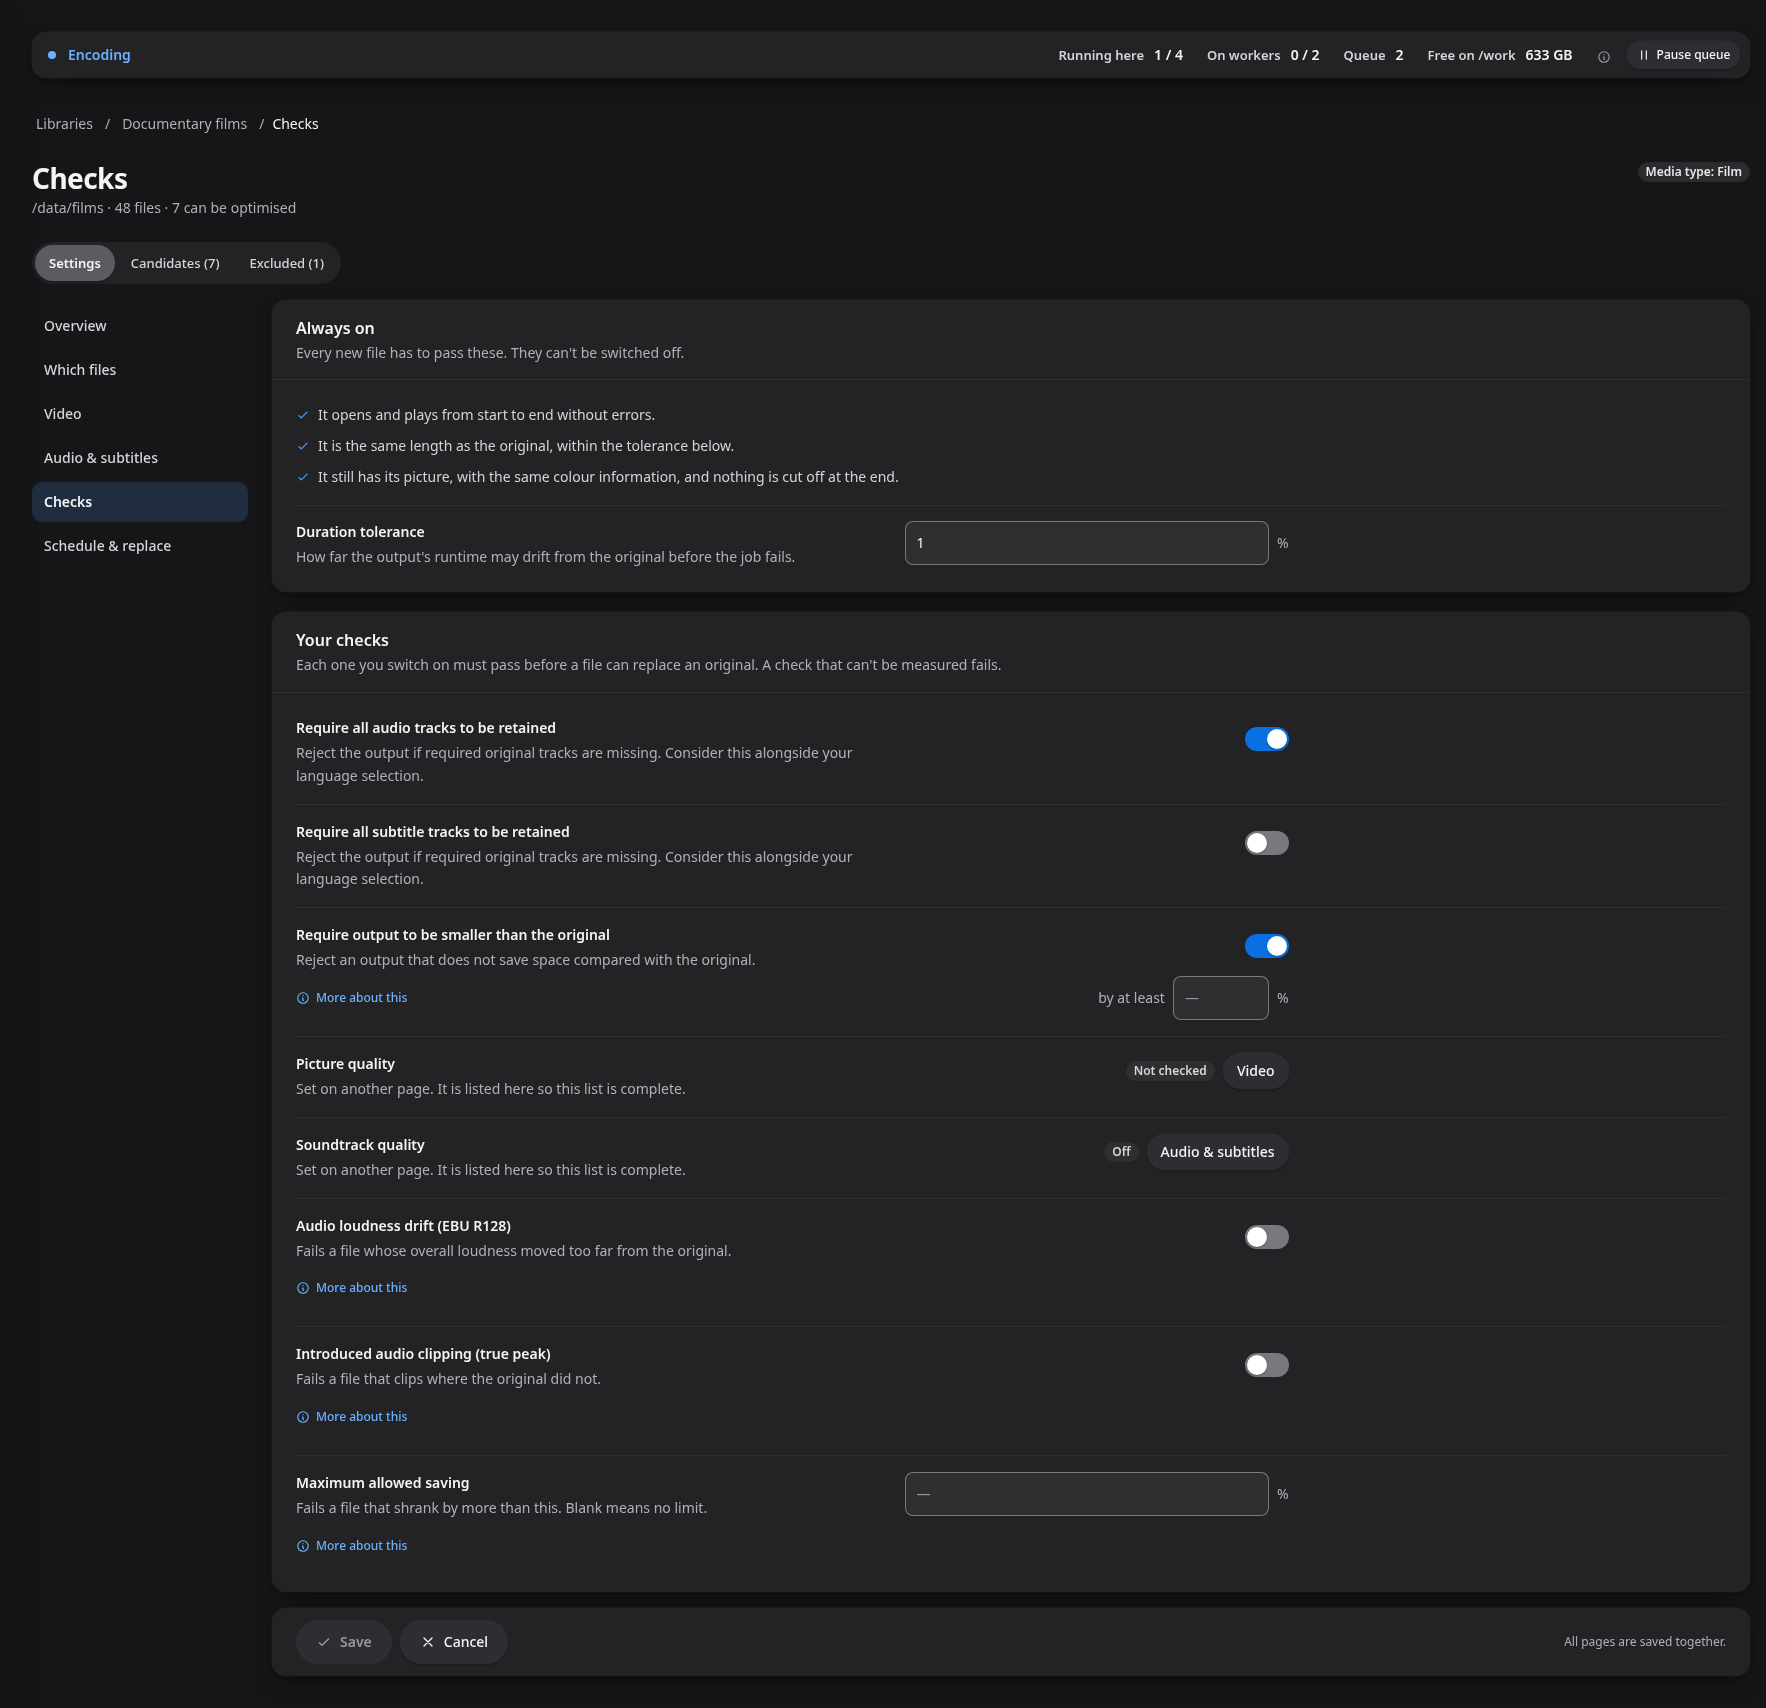 Encoding
Running here 1 / 4 On workers 0 / 2 Queue 2 Free on /work 633 GB Pause queue
Libraries / Documentary films / Checks
Checks
Media type: Film
/data/films · 48 files · 7 can be optimised
Settings Candidates (7) Excluded (1)
Overview
Which files
Video
Audio & subtitles
Checks
Schedule & replace
Always on
Every new file has to pass these. They can't be switched off.
It opens and plays from start to end without errors.
It is the same length as the original, within the tolerance below.
It still has its picture, with the same colour information, and nothing is cut off at the end.
Duration tolerance
How far the output's runtime may drift from the original before the job fails.
1 %
Your checks
Each one you switch on must pass before a file can replace an original. A check that can't be measured fails.
Require all audio tracks to be retained
Reject the output if required original tracks are missing. Consider this alongside your
language selection.
Require all subtitle tracks to be retained
Reject the output if required original tracks are missing. Consider this alongside your
language selection.
Require output to be smaller than the original
Reject an output that does not save space compared with the original.
More about this
by at least — %
Picture quality
Set on another page. It is listed here so this list is complete.
Not checked Video
Soundtrack quality
Set on another page. It is listed here so this list is complete.
Off Audio & subtitles
Audio loudness drift (EBU R128)
Fails a file whose overall loudness moved too far from the original.
More about this
Introduced audio clipping (true peak)
Fails a file that clips where the original did not.
More about this
Maximum allowed saving
Fails a file that shrank by more than this. Blank means no limit.
— %
More about this
Save Cancel
All pages are saved together.